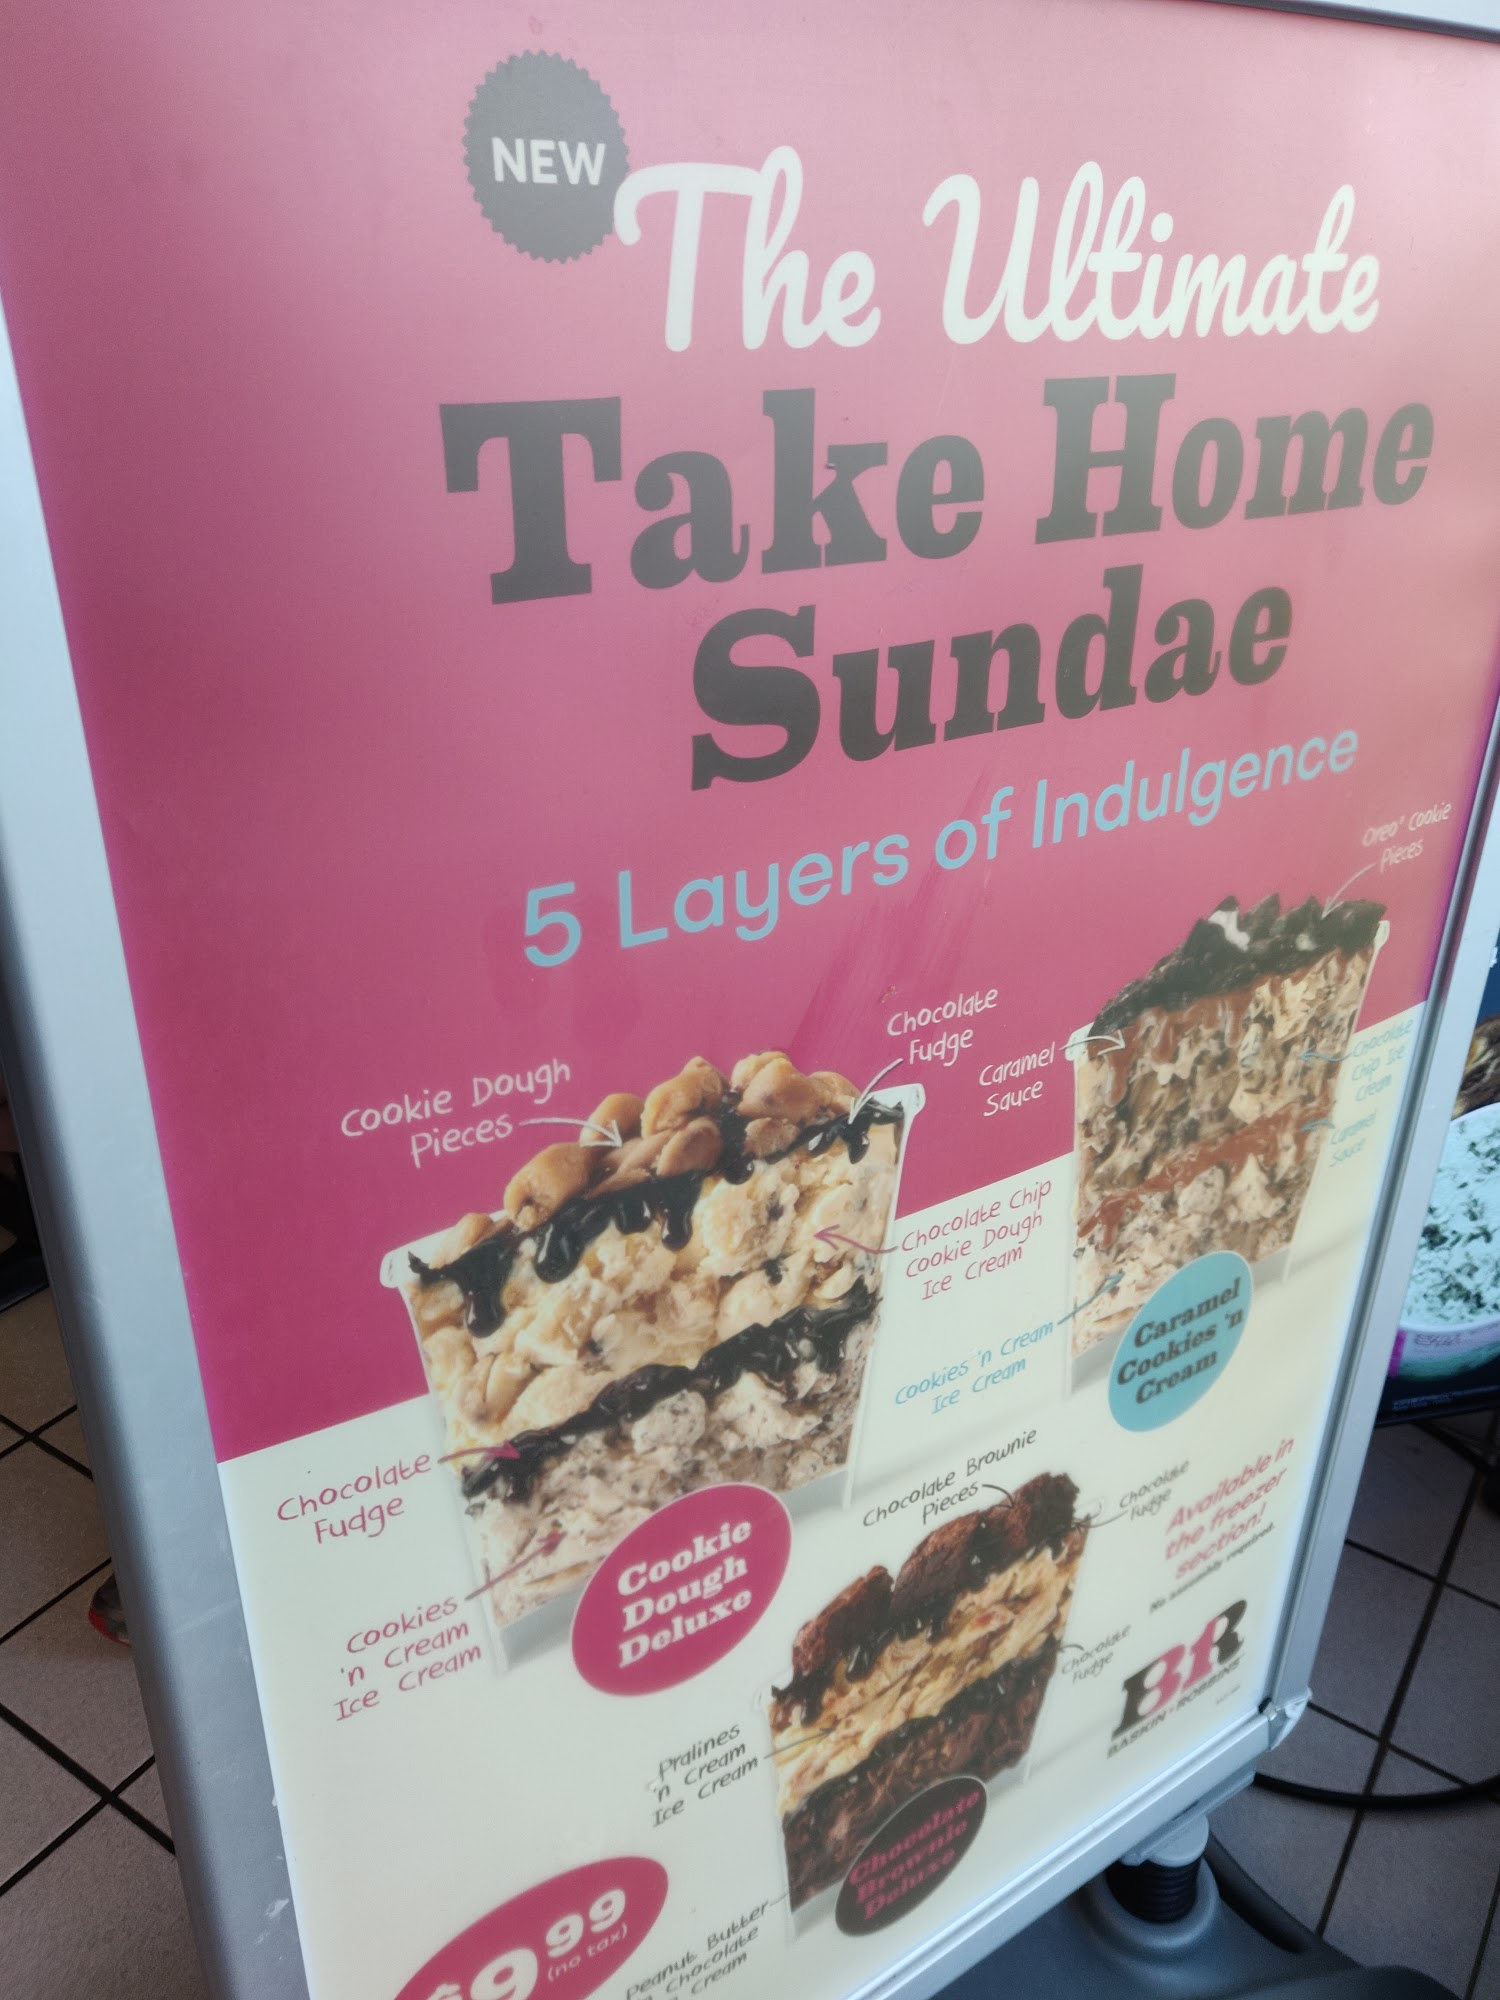 NEW
The Ultimate
Take Home
Sundae
5 Layers of Indulgence
Oreo® Cookie
Pieces
Chocolate
Fudge
Caramel
Sauce
Chocolate
Chip Ice
Cream
Caramel
Sauce
Cookie Dough
Pieces
Chocolate Chip
Cookie Dough
Ice Cream
Cookies 'n Cream
Ice Cream
Caramel
Cookies 'n
Cream
Chocolate
Fudge
Cookies
'n Cream
Ice Cream
Cookie
Dough
Deluxe
Chocolate Brownie
Pieces
Chocolate
Fudge
Available in
the freezer
section!
No assembly required.
Chocolate
Fudge
BR
BASKIN·ROBBINS
Pralines
'n Cream
Ice Cream
Chocolate
Brownie
Deluxe
$9.99
(no tax)
Peanut Butter
Chocolate
Cream